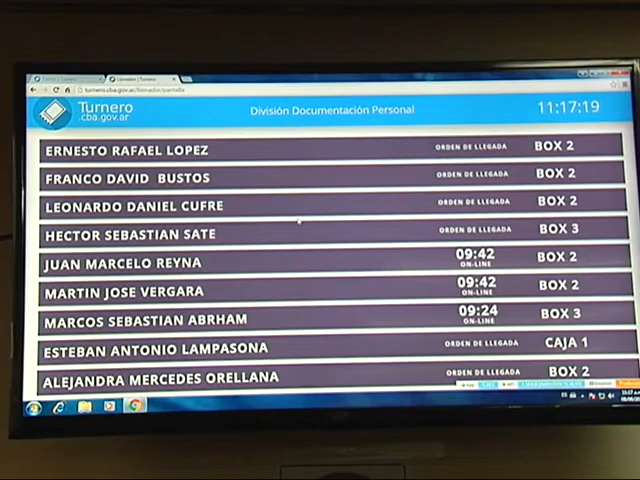 Turnero
.cba.gov.ar
División Documentación Personal
11:17:19
ERNESTO RAFAEL LOPEZ ORDEN DE LLEGADA BOX 2
FRANCO DAVID BUSTOS ORDEN DE LLEGADA BOX 2
LEONARDO DANIEL CUFRE ORDEN DE LLEGADA BOX 2
HECTOR SEBASTIAN SATE ORDEN DE LLEGADA BOX 3
JUAN MARCELO REYNA 09:42 ON-LINE BOX 2
MARTIN JOSE VERGARA 09:42 ON-LINE BOX 2
MARCOS SEBASTIAN ABRHAM 09:24 ON-LINE BOX 3
ESTEBAN ANTONIO LAMPASONA ORDEN DE LLEGADA CAJA 1
ALEJANDRA MERCEDES ORELLANA ORDEN DE LLEGADA BOX 2
ES